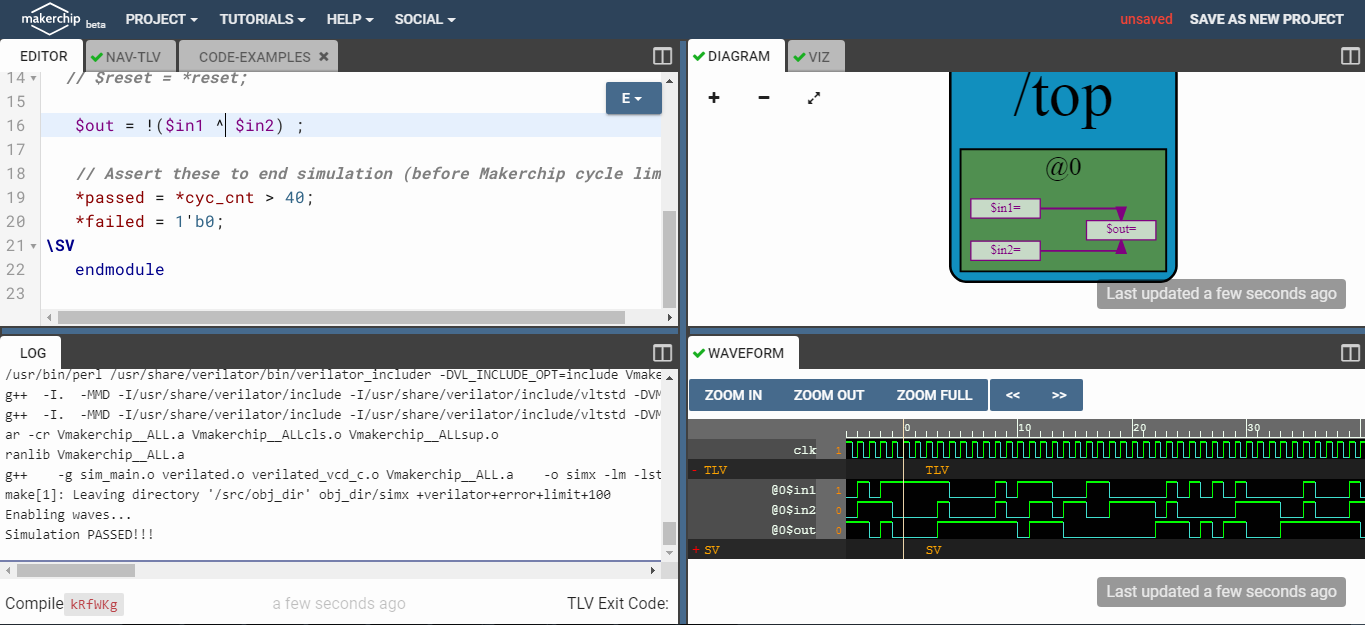 makerchip beta PROJECT TUTORIALS HELP SOCIAL unsaved SAVE AS NEW PROJECT
EDITOR NAV-TLV CODE-EXAMPLES
14 // $reset = *reset;
15
E
16 $out = !($in1 ^ $in2) ;
17
18 // Assert these to end simulation (before Makerchip cycle lim
19 *passed = *cyc_cnt > 40;
20 *failed = 1'b0;
21 \SV
22 endmodule
23
DIAGRAM VIZ
/top
@0
$in1=
$out=
$in2=
Last updated a few seconds ago
LOG
/usr/bin/perl /usr/share/verilator/bin/verilator_includer -DVL_INCLUDE_OPT=include Vmake
g++ -I. -MMD -I/usr/share/verilator/include -I/usr/share/verilator/include/vltstd -DVM
g++ -I. -MMD -I/usr/share/verilator/include -I/usr/share/verilator/include/vltstd -DVM
ar -cr Vmakerchip__ALL.a Vmakerchip__ALLcls.o Vmakerchip__ALLsup.o
ranlib Vmakerchip__ALL.a
g++ -g sim_main.o verilated.o verilated_vcd_c.o Vmakerchip__ALL.a -o simx -lm -lst
make[1]: Leaving directory '/src/obj_dir' obj_dir/simx +verilator+error+limit+100
Enabling waves...
Simulation PASSED!!!
Compile kRfWKg a few seconds ago TLV Exit Code:
WAVEFORM
ZOOM IN ZOOM OUT ZOOM FULL << >>
0 10 20 30
clk 1
- TLV TLV
@0$in1 1
@0$in2 0
@0$out 0
+ SV SV
Last updated a few seconds ago